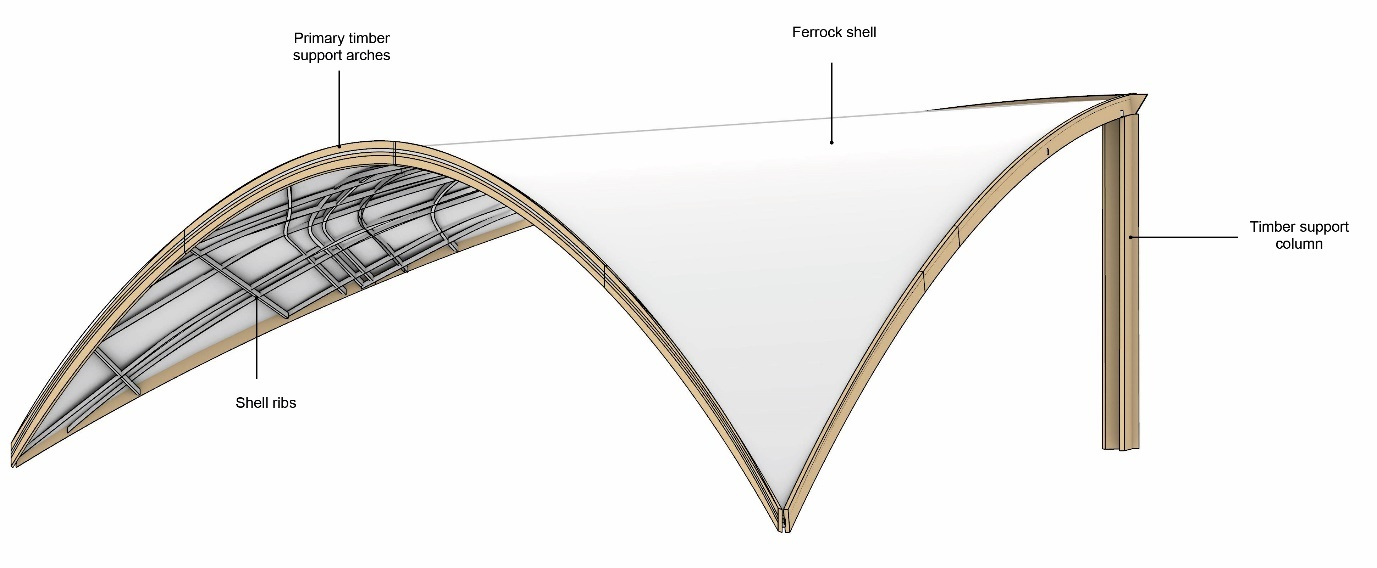 Primary timber
support arches
Ferrock shell
Timber support
column
Shell ribs